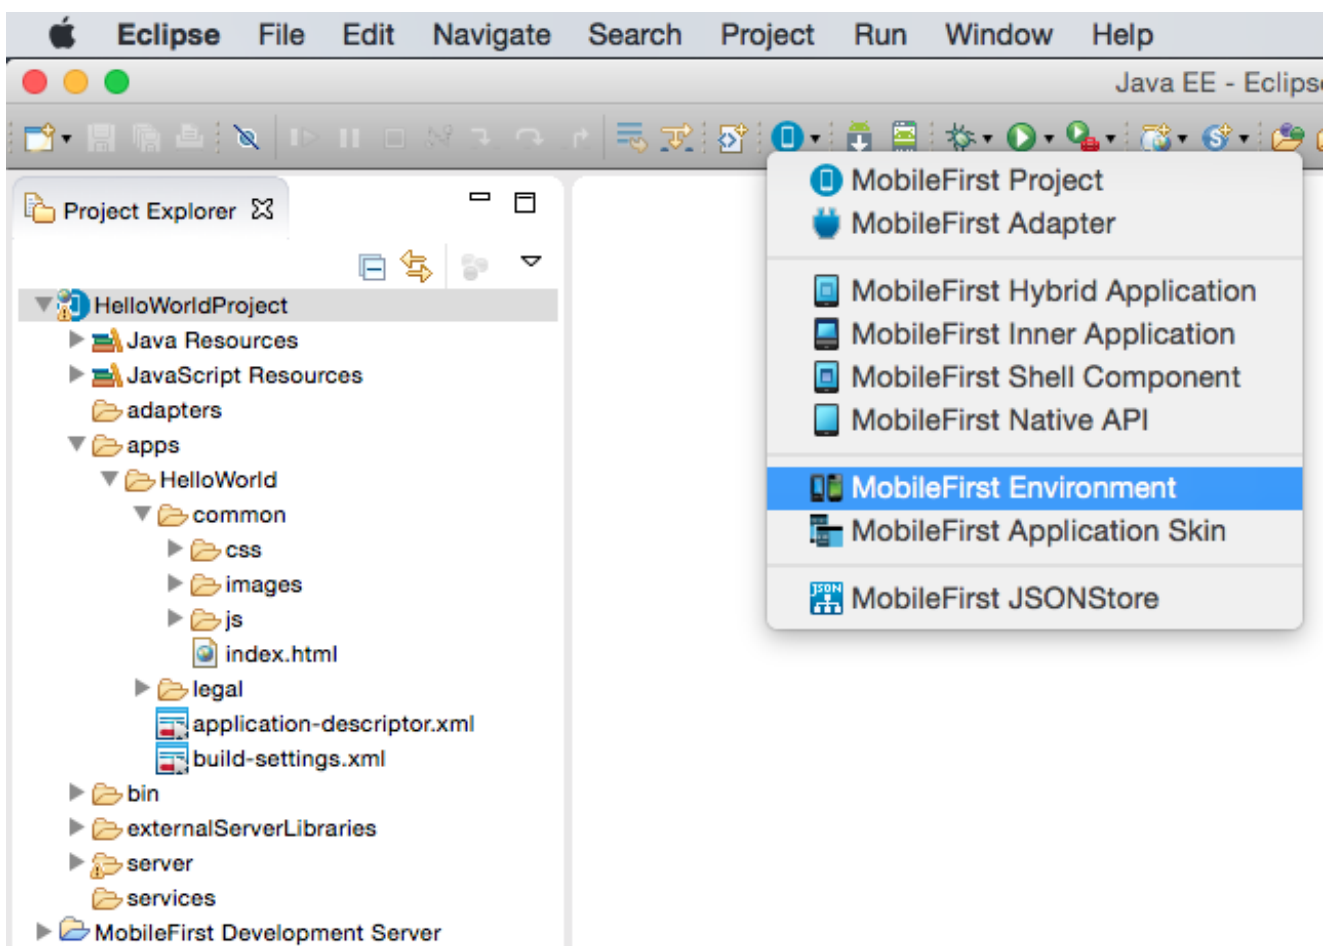 Eclipse File Edit Navigate Search Project Run Window Help
Java EE - Eclipse
Project Explorer
MobileFirst Project
MobileFirst Adapter
MobileFirst Hybrid Application
MobileFirst Inner Application
MobileFirst Shell Component
MobileFirst Native API
MobileFirst Environment
MobileFirst Application Skin
JSON MobileFirst JSONStore
HelloWorldProject
Java Resources
JavaScript Resources
adapters
apps
HelloWorld
common
css
images
js
index.html
legal
application-descriptor.xml
build-settings.xml
bin
externalServerLibraries
server
services
MobileFirst Development Server